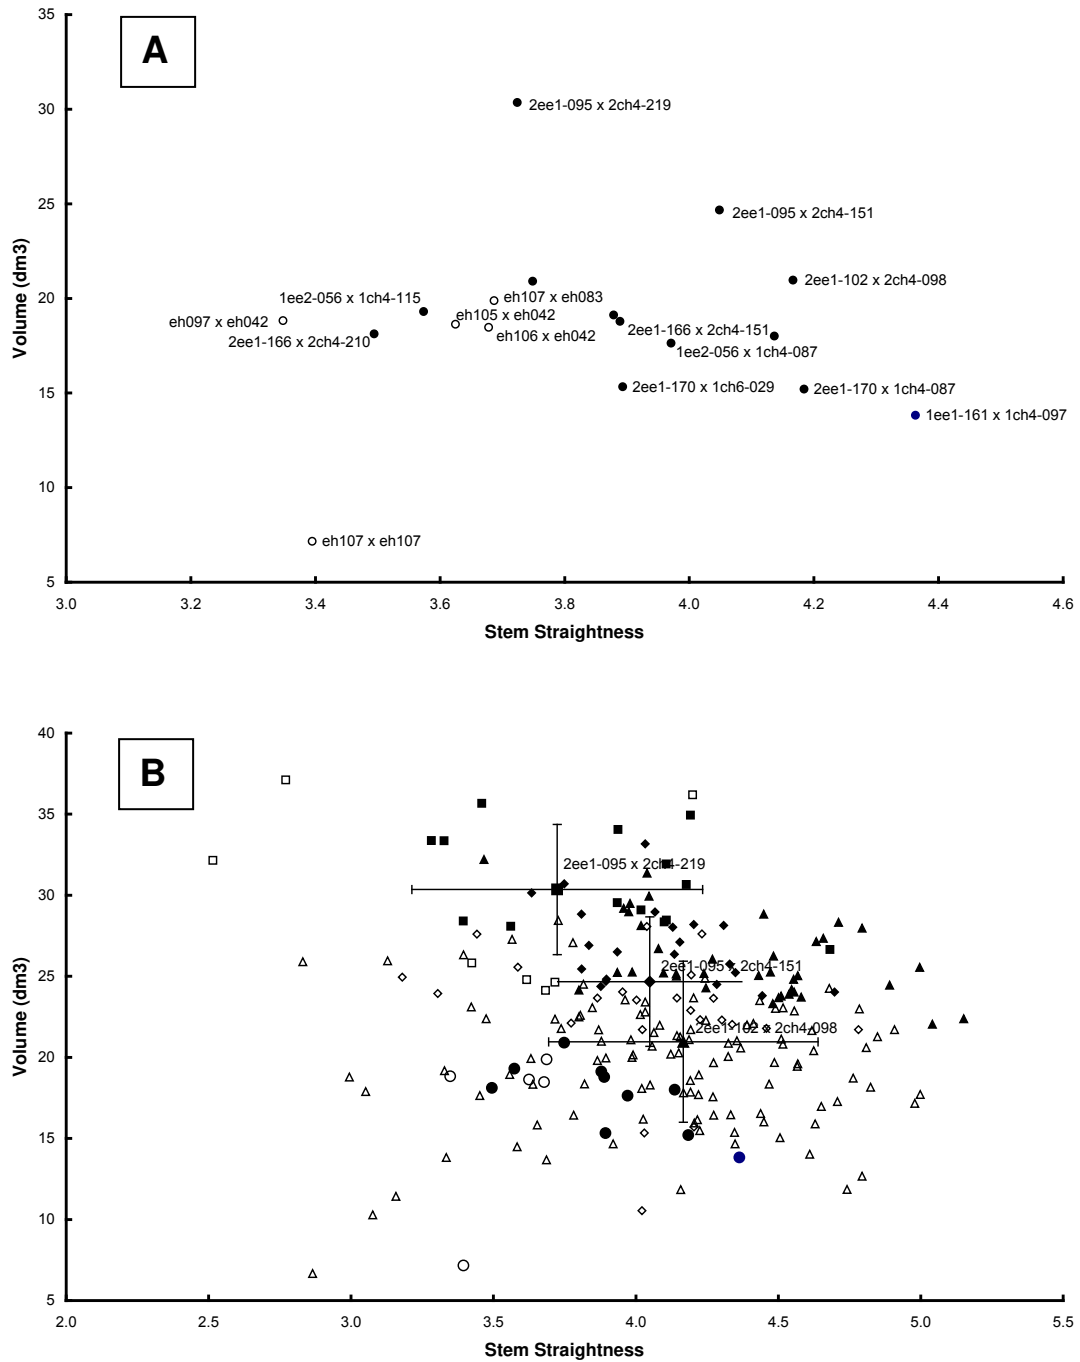 35
A
30
2ee1-095 x 2ch4-219
25
2ee1-095 x 2ch4-151
2ee1-102 x 2ch4-098
20
1ee2-056 x 1ch4-115
eh107 x eh083
eh097 x eh042
eh105 x eh042
2ee1-166 x 2ch4-151
2ee1-166 x 2ch4-210
eh106 x eh042
1ee2-056 x 1ch4-087
15
2ee1-170 x 1ch6-029
2ee1-170 x 1ch4-087
1ee1-161 x 1ch4-097
10
eh107 x eh107
5
Volume (dm3)
3.0 3.2 3.4 3.6 3.8 4.0 4.2 4.4 4.6
Stem Straightness
40
B
35
2ee1-095 x 2ch4-219
30
25
2ee1-095 x 2ch4-151
20
2ee1-102 x 2ch4-098
15
10
5
Volume (dm3)
2.0 2.5 3.0 3.5 4.0 4.5 5.0 5.5
Stem Straightness